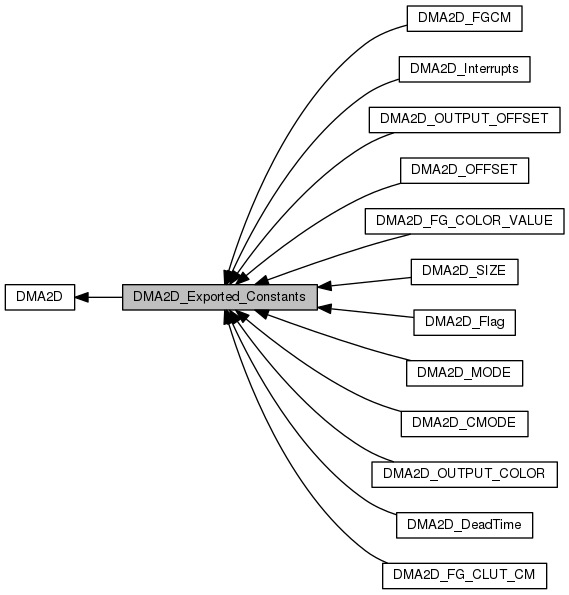 DMA2D_FGCM
DMA2D_Interrupts
DMA2D_OUTPUT_OFFSET
DMA2D_OFFSET
DMA2D_FG_COLOR_VALUE
DMA2D_SIZE
DMA2D
DMA2D_Exported_Constants
DMA2D_Flag
DMA2D_MODE
DMA2D_CMODE
DMA2D_OUTPUT_COLOR
DMA2D_DeadTime
DMA2D_FG_CLUT_CM